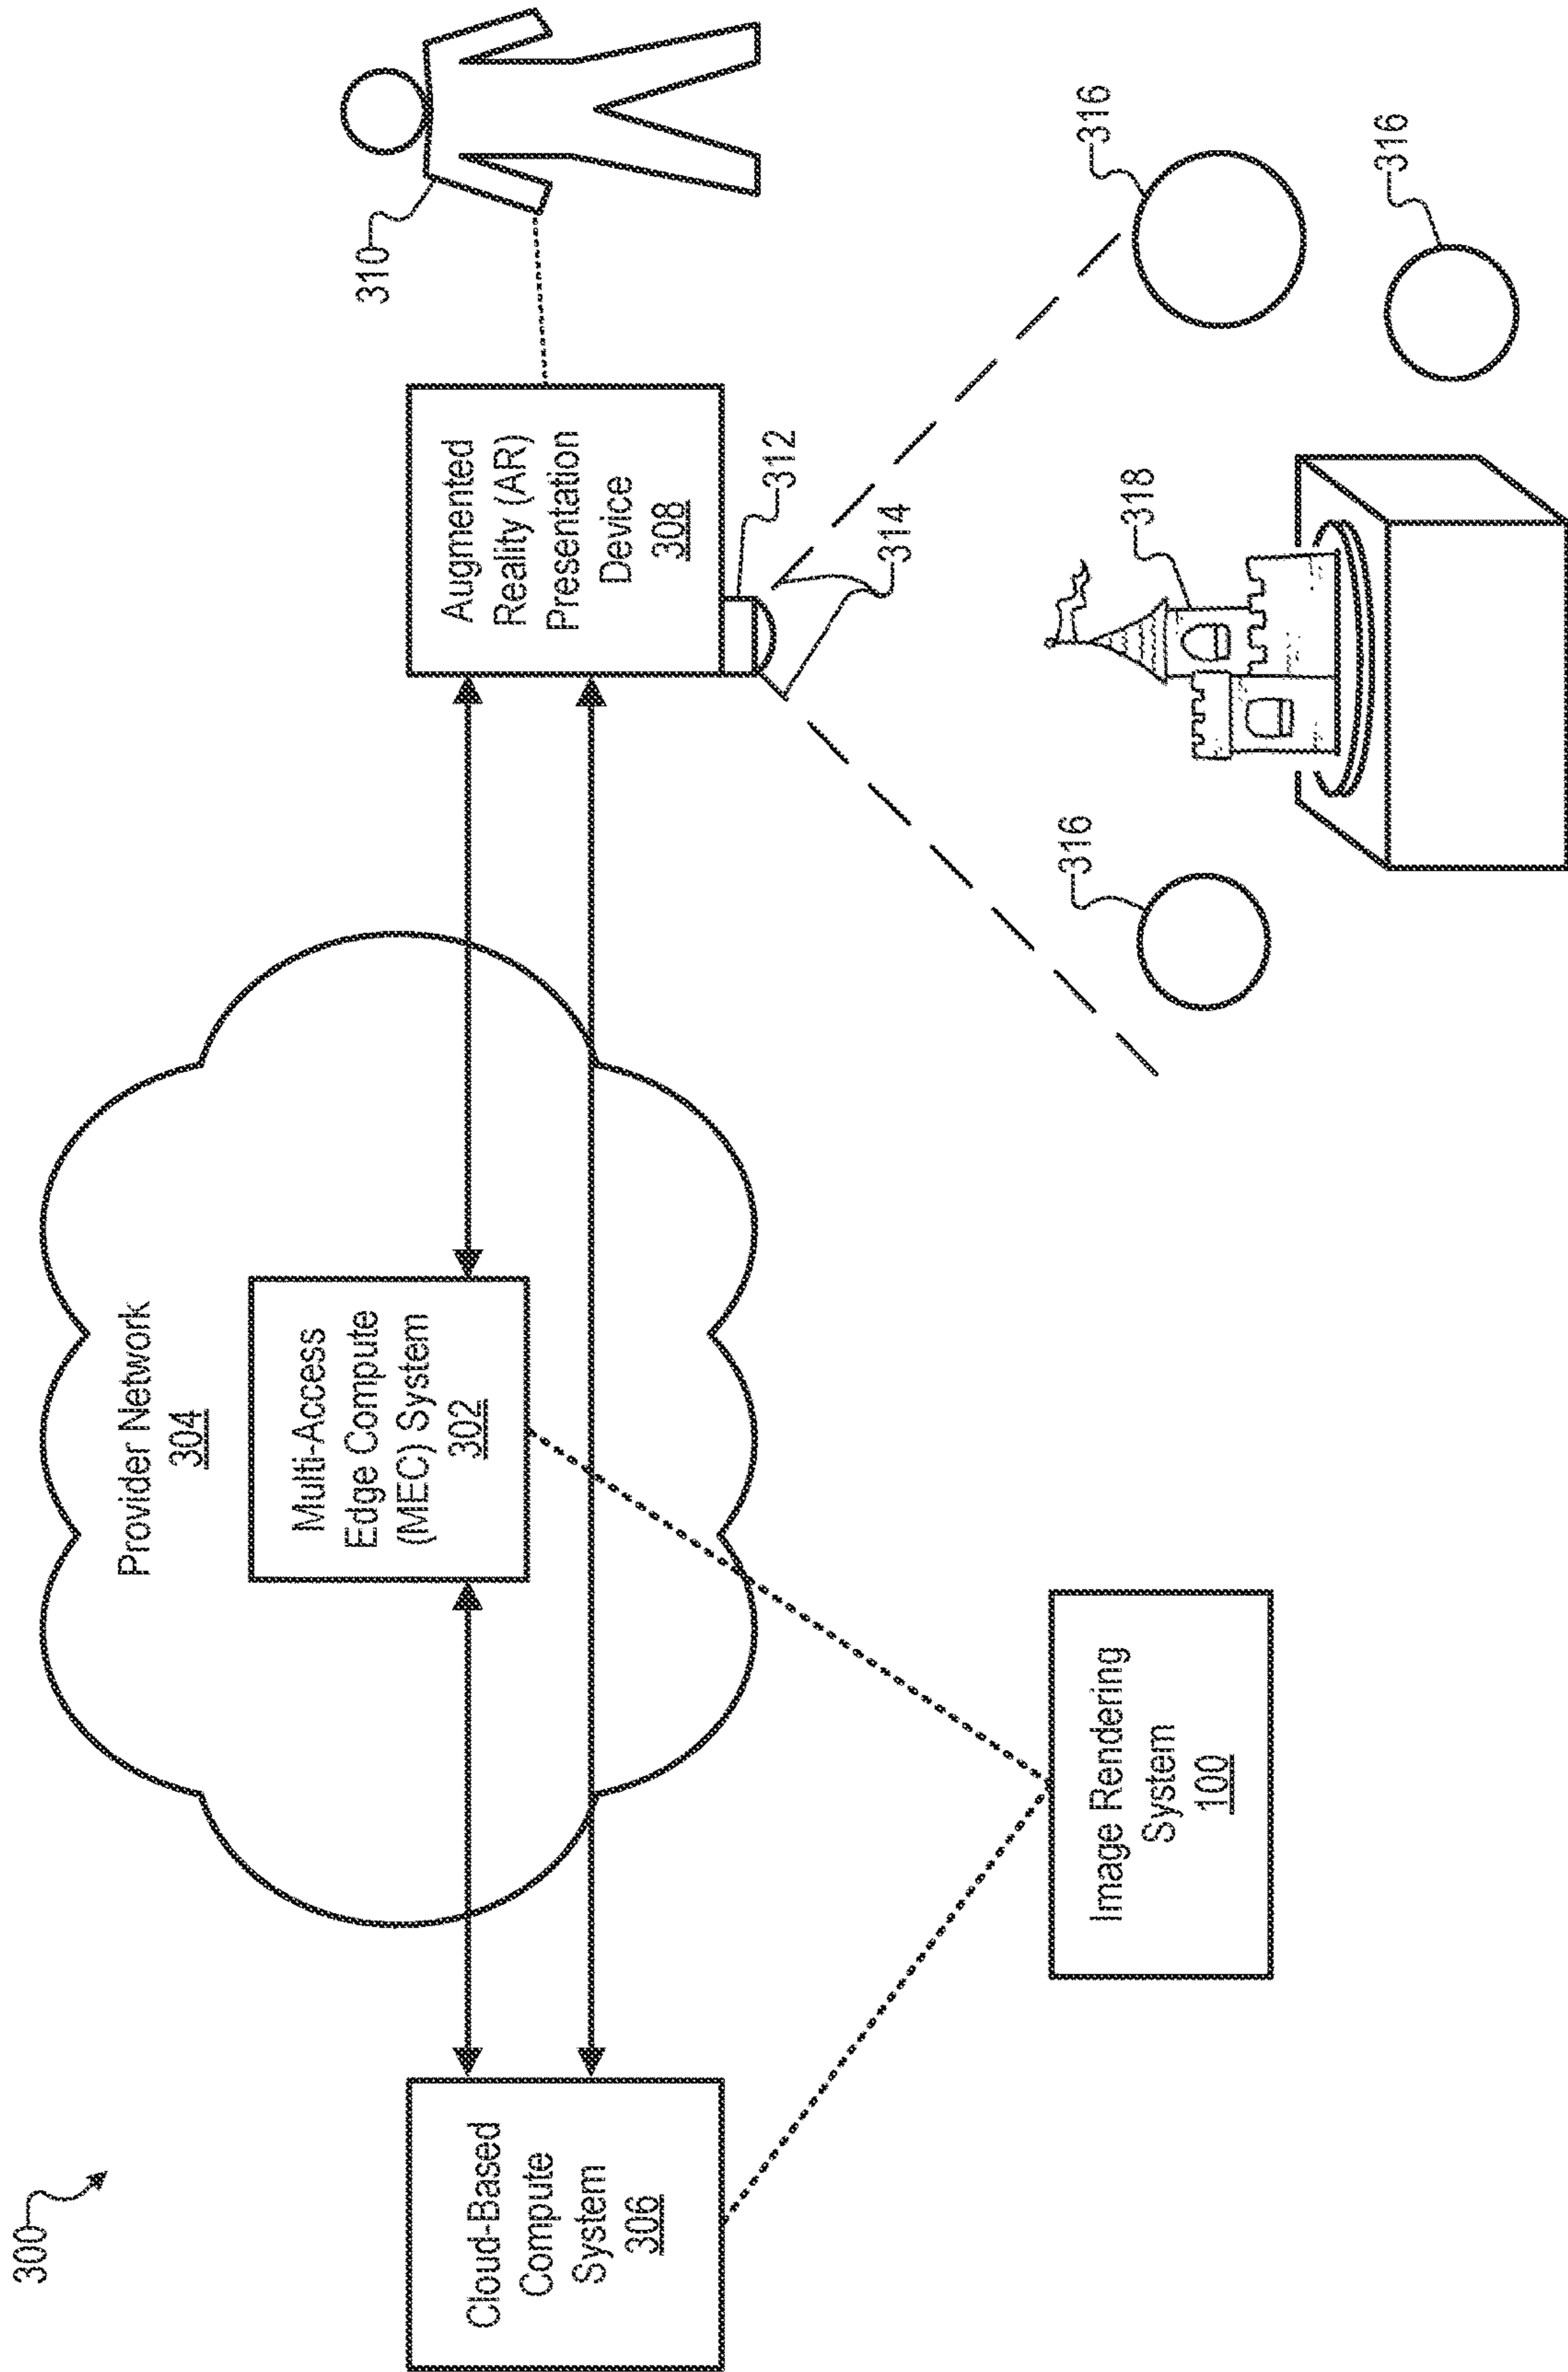 300
Provider Network
304
Multi-Access
Edge Compute
(MEC) System
302
Cloud-Based
Compute
System
306
Augmented
Reality (AR)
Presentation
Device
308
310
312
314
Image Rendering
System
100
316
318
316
316